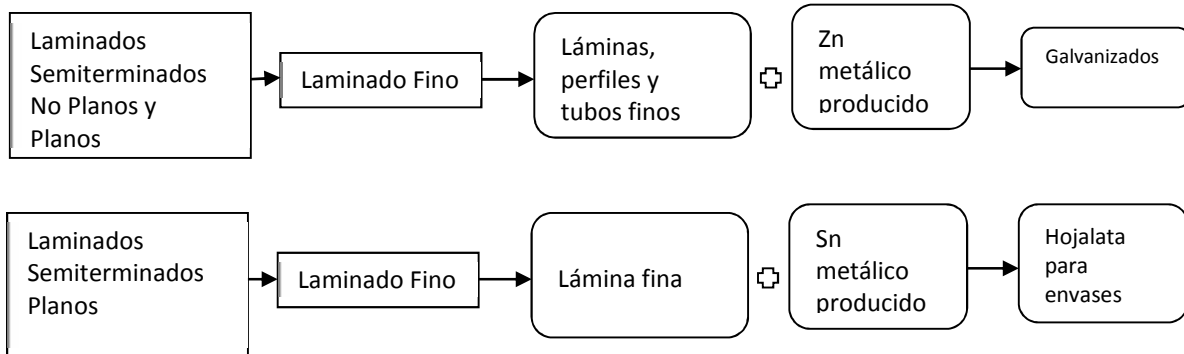 Laminados
Semiterminados
No Planos y
Planos
Laminado Fino
Láminas,
perfiles y
tubos finos
Zn
metálico
producido
Galvanizados
Laminados
Semiterminados
Planos
Laminado Fino
Lámina fina
Sn
metálico
producido
Hojalata
para
envases